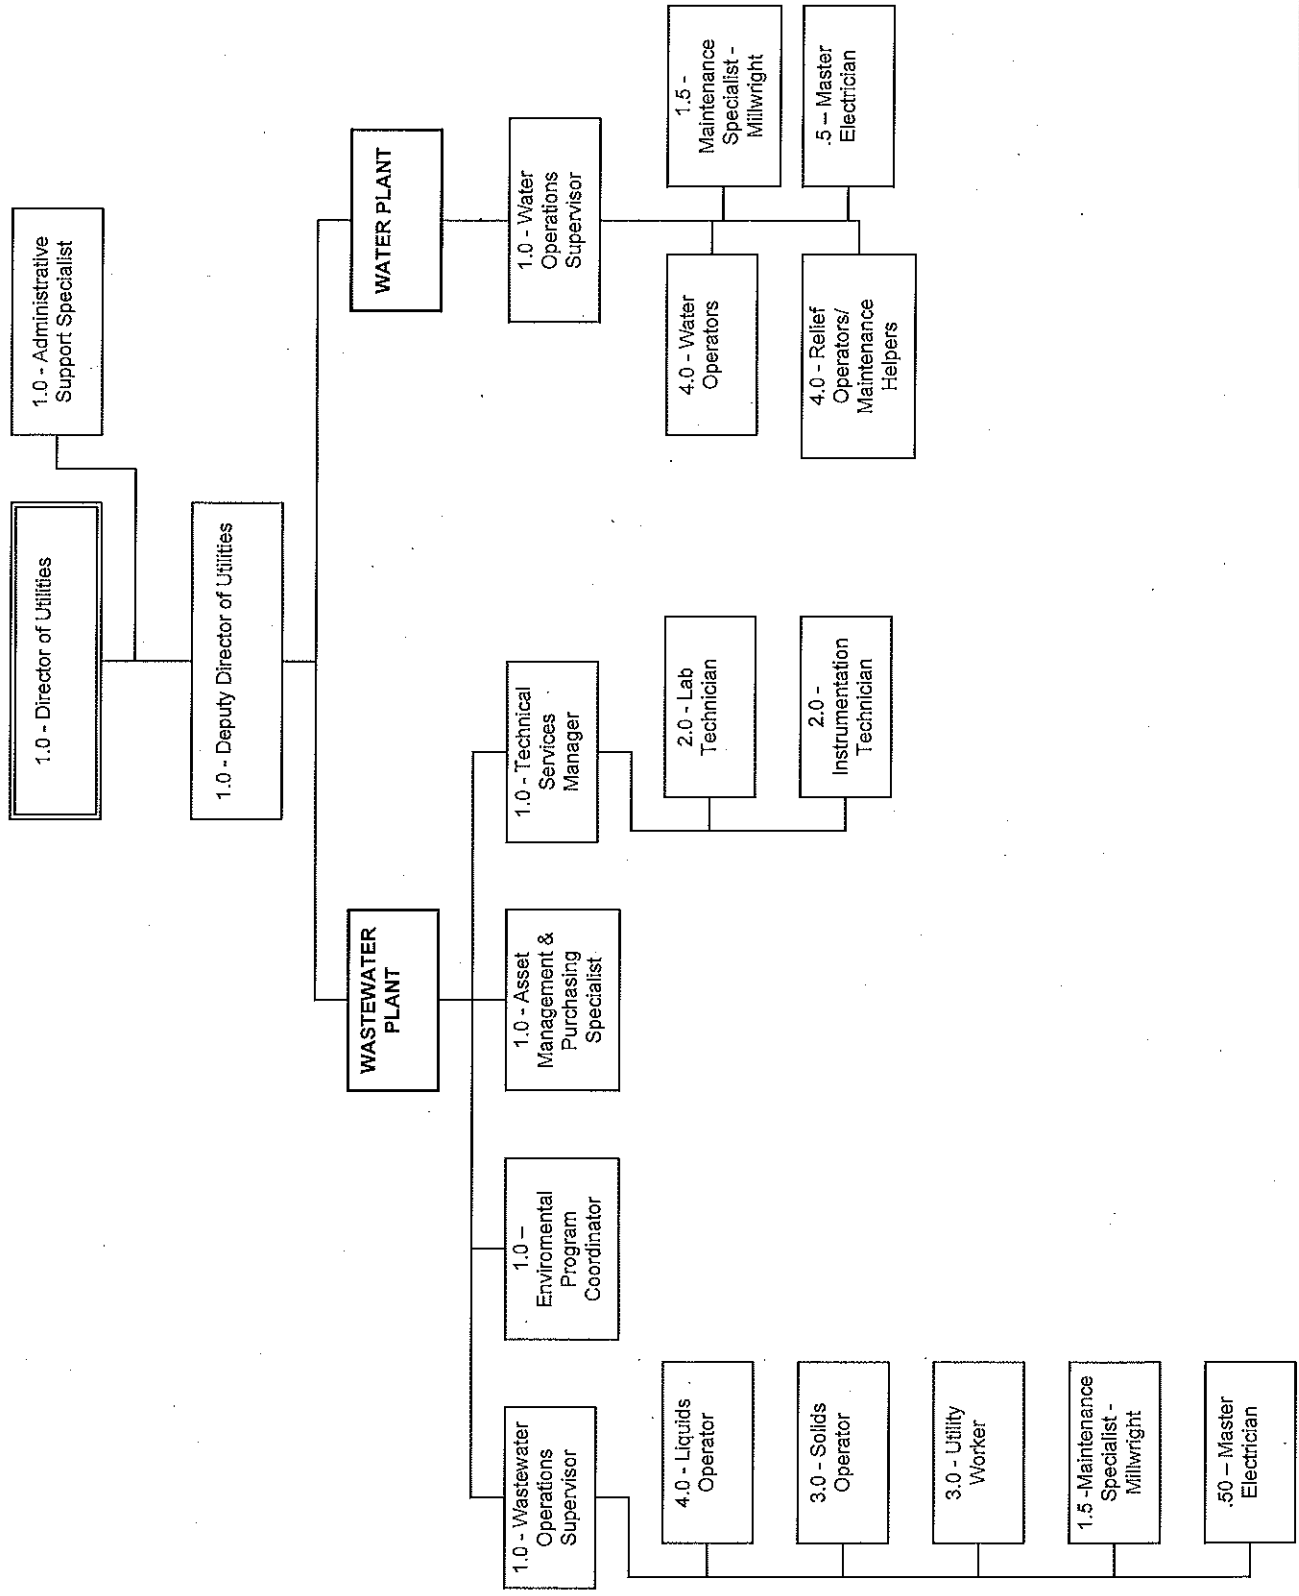 1.0 - Director of Utilities
1.0 - Administrative
Support Specialist
1.0 - Deputy Director of Utilities
WASTEWATER
PLANT
WATER PLANT
1.0 - Wastewater
Operations
Supervisor
1.0 –
Enviromental
Program
Coordinator
1.0 - Asset
Management &
Purchasing
Specialist
1.0 - Technical
Services
Manager
1.0 - Water
Operations
Supervisor
4.0 - Liquids
Operator
3.0 - Solids
Operator
3.0 - Utility
Worker
1.5 -Maintenance
Specialist -
Millwright
.50 – Master
Electrician
2.0 - Lab
Technician
2.0 -
Instrumentation
Technician
4.0 - Water
Operators
1.5 -
Maintenance
Specialist -
Millwright
4.0 - Relief
Operators/
Maintenance
Helpers
.5 – Master
Electrician